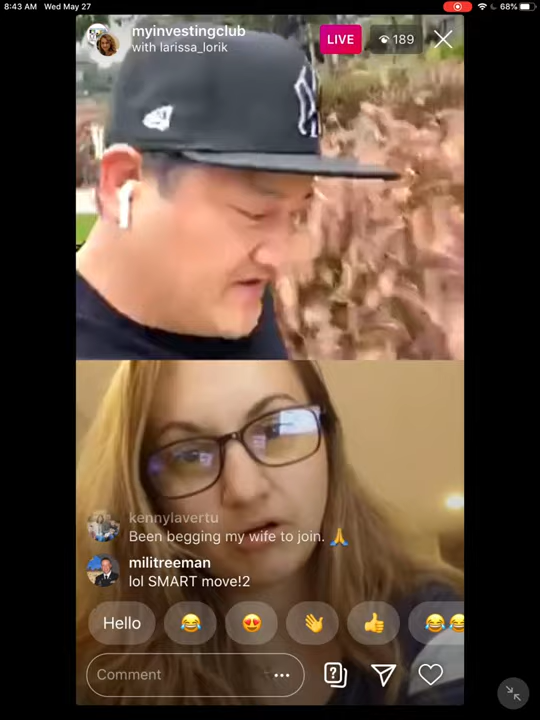 8:43 AM Wed May 27
68%
myinvestingclub
with larissa_lorik
LIVE
189
NY
kennylavertu
Been begging my wife to join. 🙏
militreeman
lol SMART move!2
Hello
Comment